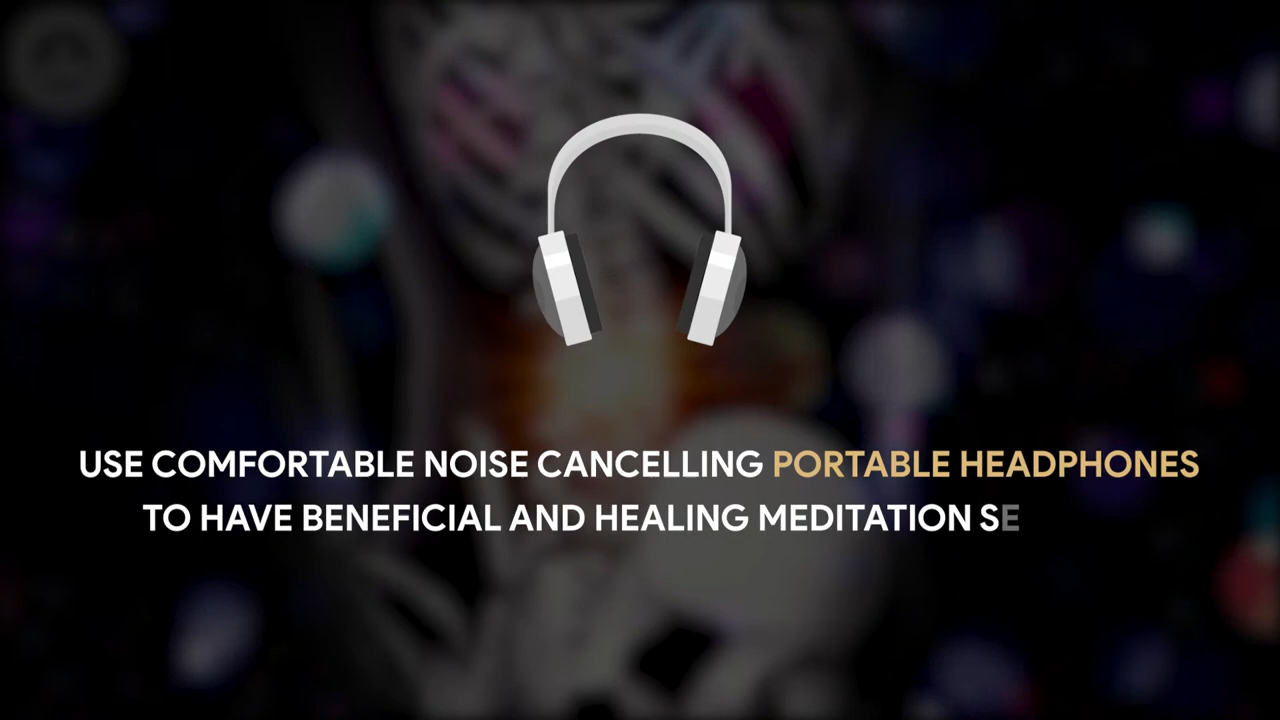 USE COMFORTABLE NOISE CANCELLING PORTABLE HEADPHONES
TO HAVE BENEFICIAL AND HEALING MEDITATION SE